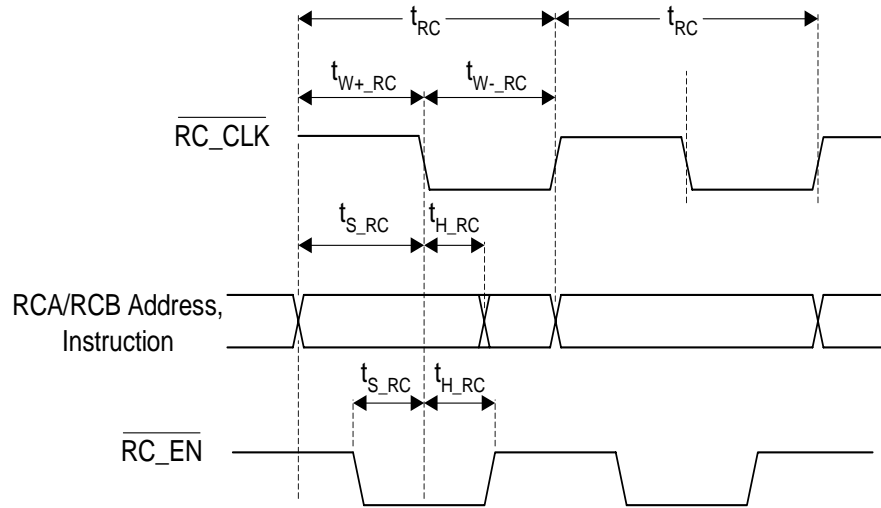 tRC tRC
tW+_RC tW-_RC
RC_CLK
tS_RC tH_RC
RCA/RCB Address,
Instruction
tS_RC tH_RC
RC_EN